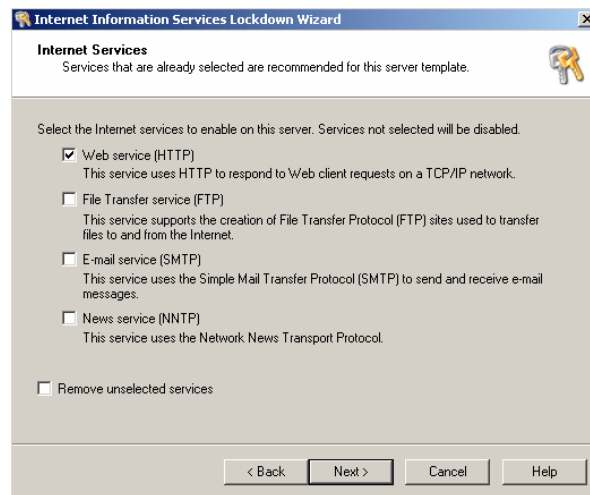 Internet Information Services Lockdown Wizard
Internet Services
Services that are already selected are recommended for this server template.
Select the Internet services to enable on this server. Services not selected will be disabled.
Web service (HTTP)
This service uses HTTP to respond to Web client requests on a TCP/IP network.
File Transfer service (FTP)
This service supports the creation of File Transfer Protocol (FTP) sites used to transfer
files to and from the Internet.
E-mail service (SMTP)
This service uses the Simple Mail Transfer Protocol (SMTP) to send and receive e-mail
messages.
News service (NNTP)
This service uses the Network News Transport Protocol.
Remove unselected services
< Back Next > Cancel Help